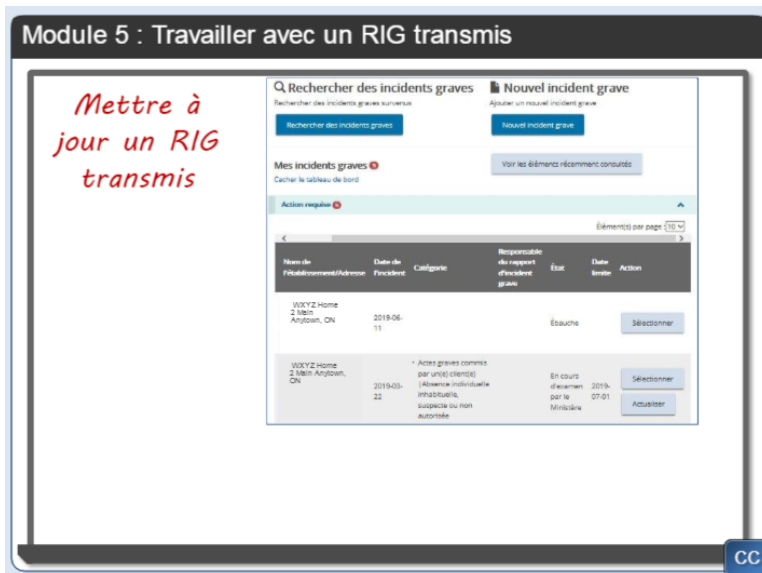 Module 5 : Travailler avec un RIG transmis
Mettre à
jour un RIG
transmis
Rechercher des incidents graves
Rechercher des incidents graves survenus
Rechercher des incidents graves
Nouvel incident grave
Ajouter un nouvel incident grave
Nouvel incident grave
Mes incidents graves
Cacher le tableau de bord
Voir les éléments récemment consultés
Action requise
Élément(s) par page : 10
Nom de
l'établissement/Adresse
Date de
l'incident
Catégorie
Responsable
du rapport
d'incident
grave
État
Date
limite
Action
WXYZ Home
2 Main
Anytown, ON
2019-06-
11
Ébauche
Sélectionner
WXYZ Home
2 Main Anytown,
ON
2019-03-
22
• Actes graves commis
par un(e) client(e)
|Absence individuelle
inhabituelle,
suspecte ou non
autorisée
En cours
d'examen
par le
Ministère
2019-
07-01
Sélectionner
Actualiser
CC